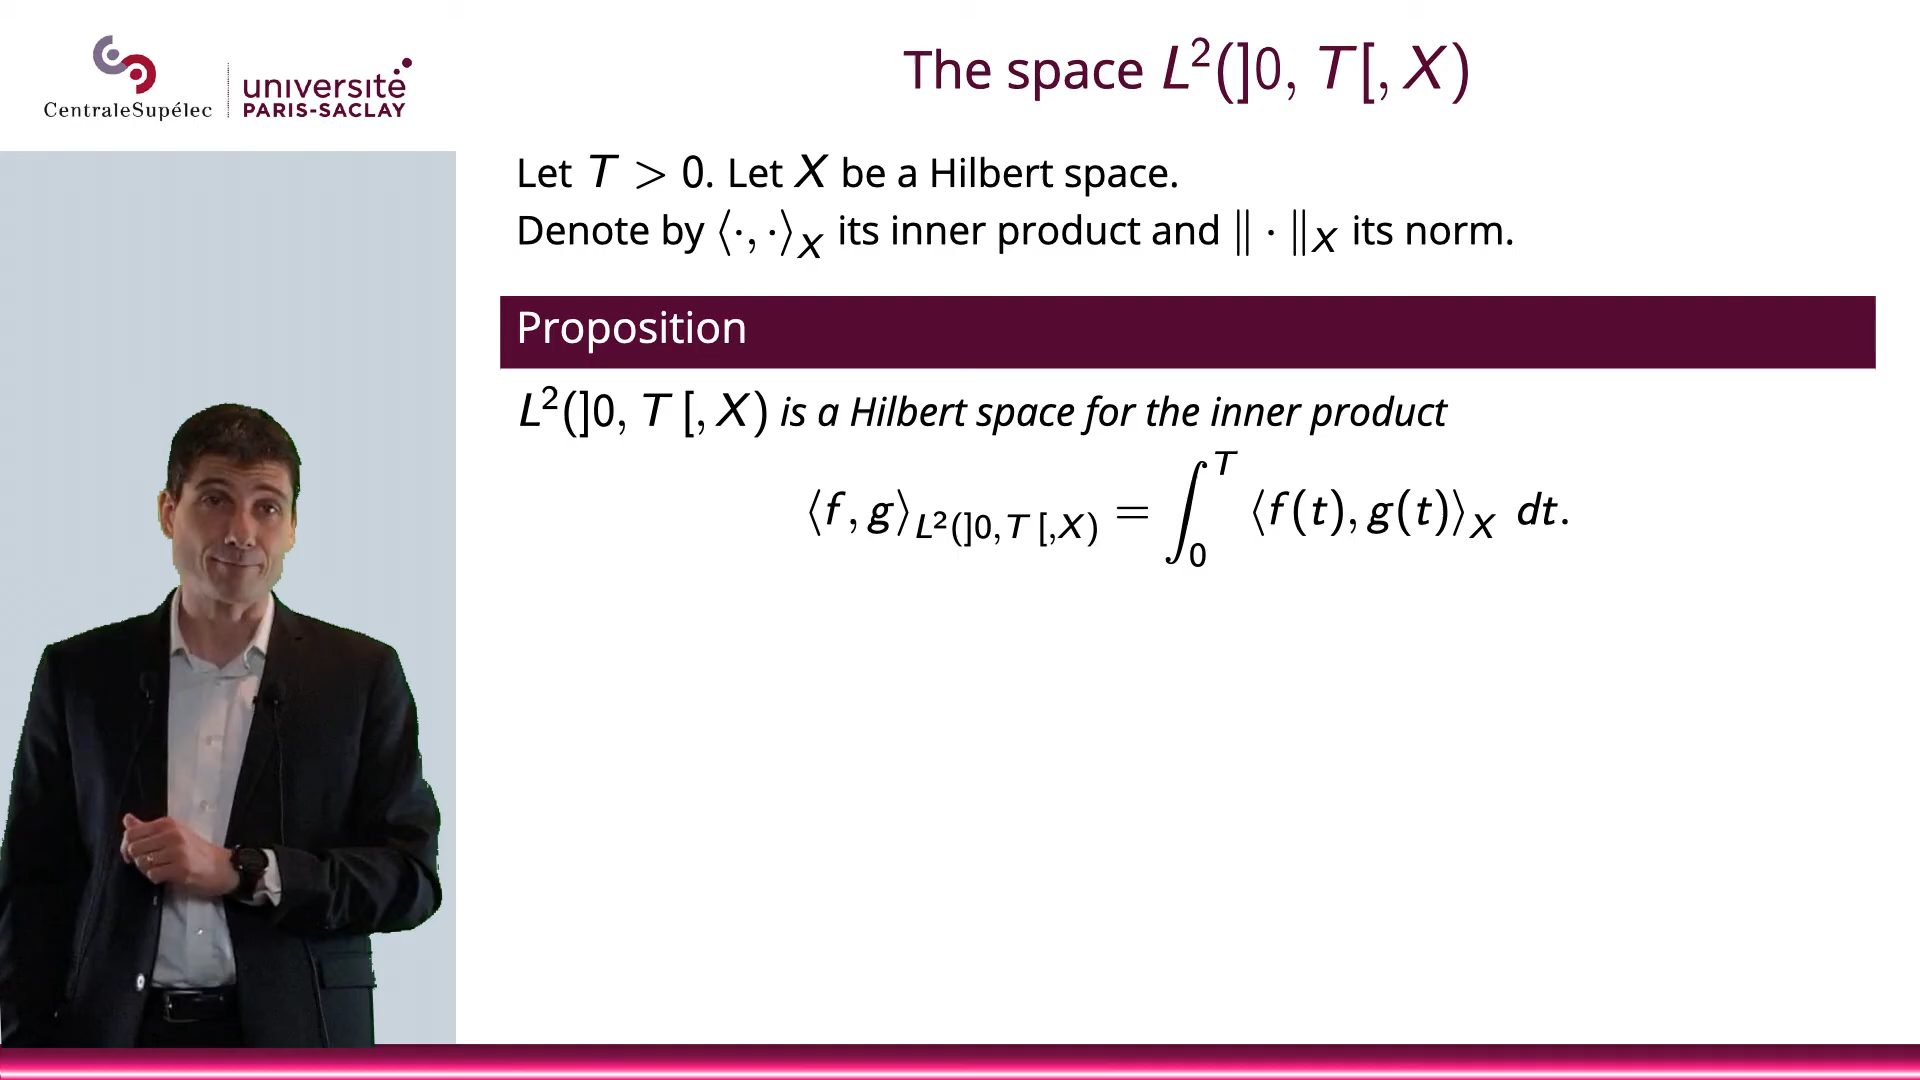 CentraleSupélec
université
PARIS-SACLAY
The space L²(]0, T[, X)
Let T > 0. Let X be a Hilbert space.
Denote by ⟨·, ·⟩_X its inner product and ‖ · ‖_X its norm.
Proposition
L²(]0, T [, X) is a Hilbert space for the inner product
⟨f, g⟩_{L²(]0,T [,X)} = ∫_0^T ⟨f(t), g(t)⟩_X dt.